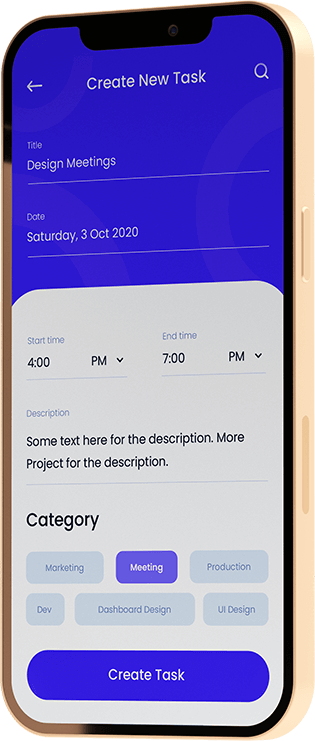 Create New Task
Title
Design Meetings
Date
Saturday, 3 Oct 2020
Start time
End time
4:00 PM
7:00 PM
Description
Some text here for the description. More
Project for the description.
Category
Marketing
Meeting
Production
Dev
Dashboard Design
UI Design
Create Task